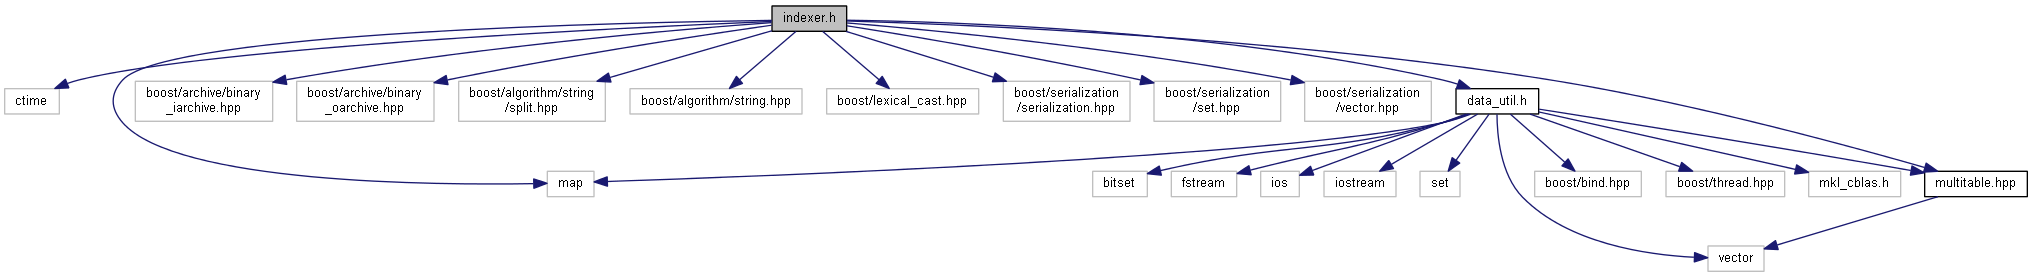 indexer.h
ctime
boost/archive/binary
_iarchive.hpp
boost/archive/binary
_oarchive.hpp
boost/algorithm/string
/split.hpp
boost/algorithm/string.hpp
boost/lexical_cast.hpp
boost/serialization
/serialization.hpp
boost/serialization
/set.hpp
boost/serialization
/vector.hpp
data_util.h
map
bitset
fstream
ios
iostream
set
boost/bind.hpp
boost/thread.hpp
mkl_cblas.h
multitable.hpp
vector